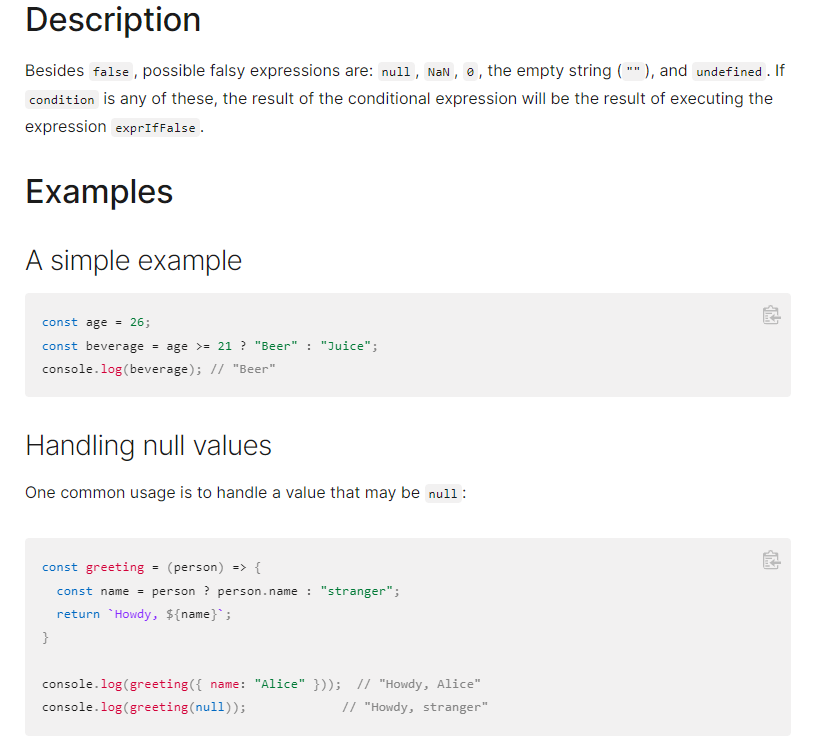 Description
Besides false, possible falsy expressions are: null, NaN, 0, the empty string (""), and undefined. If
condition is any of these, the result of the conditional expression will be the result of executing the
expression exprIfFalse.
Examples
A simple example
const age = 26;
const beverage = age >= 21 ? "Beer" : "Juice";
console.log(beverage); // "Beer"
Handling null values
One common usage is to handle a value that may be null:
const greeting = (person) => {
  const name = person ? person.name : "stranger";
  return `Howdy, ${name}`;
}
console.log(greeting({ name: "Alice" }));  // "Howdy, Alice"
console.log(greeting(null));             // "Howdy, stranger"